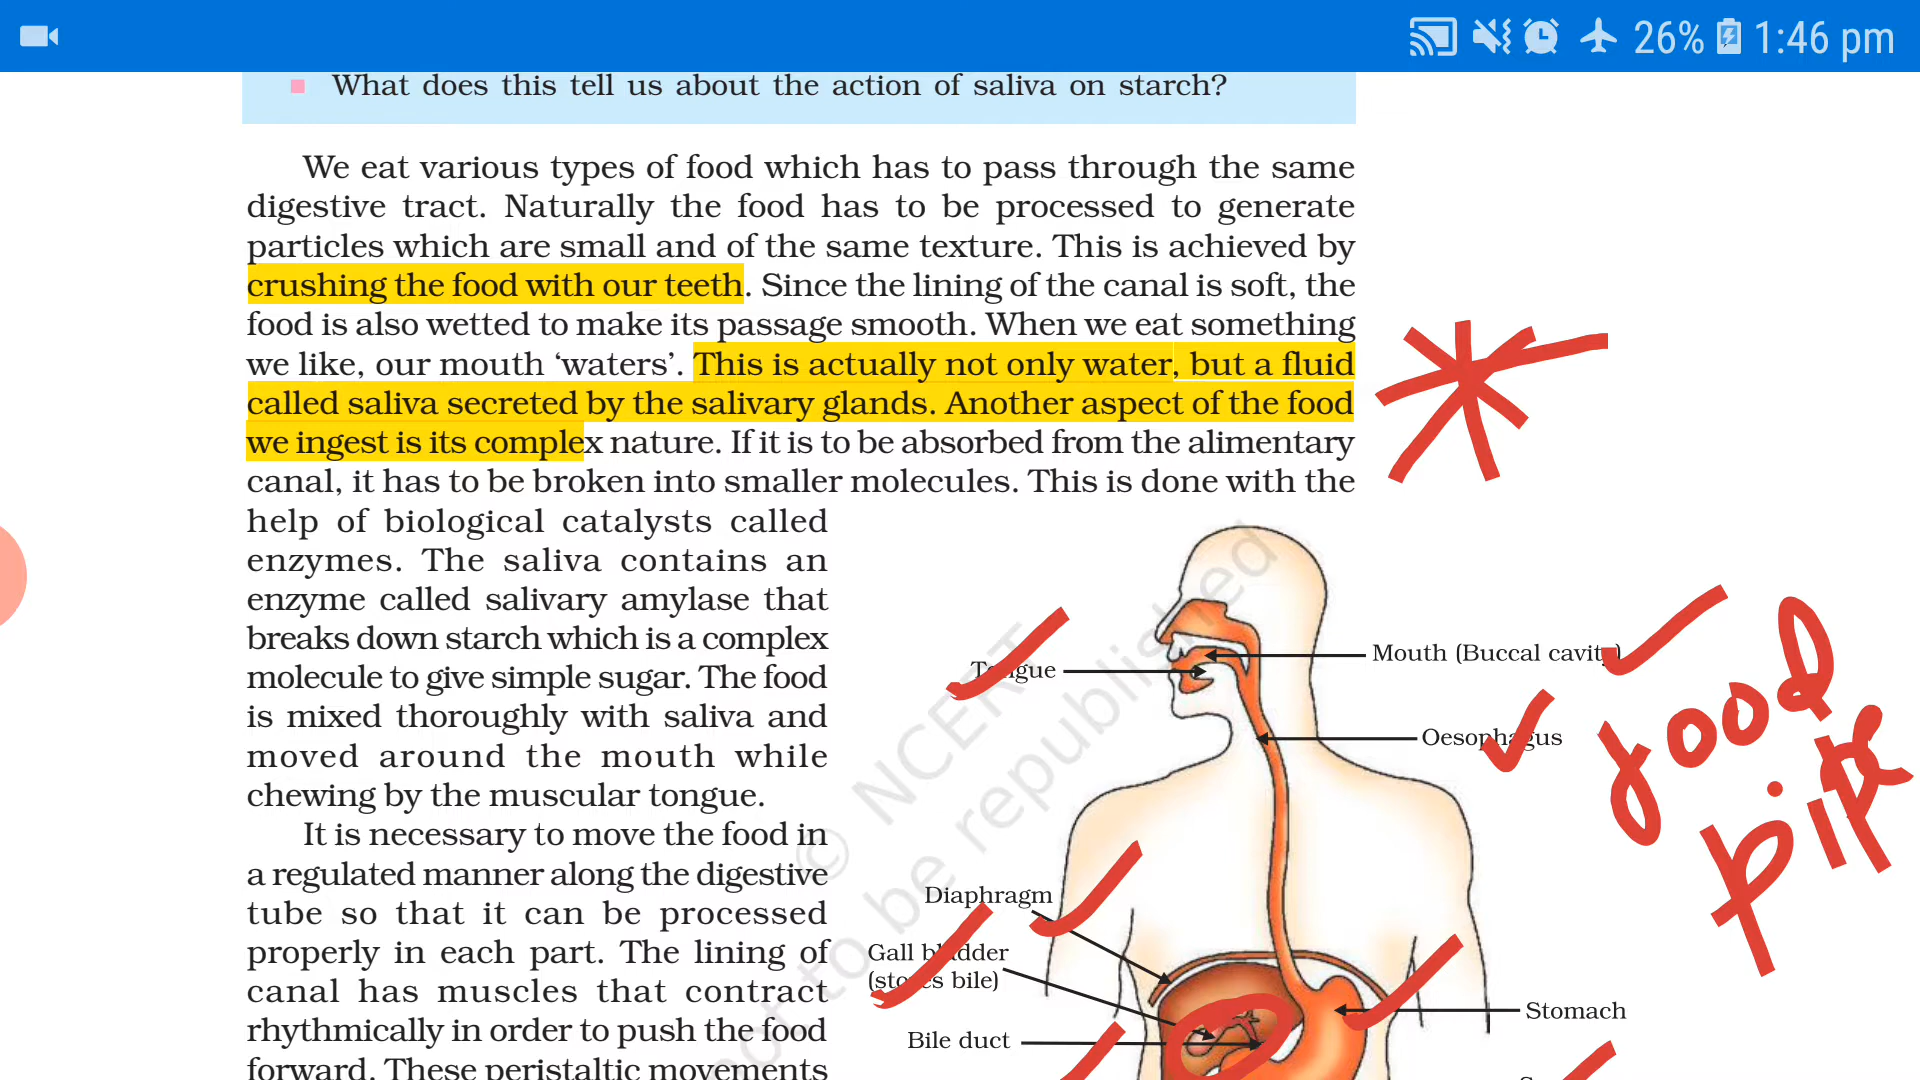 26% 1:46 pm
What does this tell us about the action of saliva on starch?
We eat various types of food which has to pass through the same
digestive tract. Naturally the food has to be processed to generate
particles which are small and of the same texture. This is achieved by
crushing the food with our teeth. Since the lining of the canal is soft, the
food is also wetted to make its passage smooth. When we eat something
we like, our mouth ‘waters’. This is actually not only water, but a fluid
called saliva secreted by the salivary glands. Another aspect of the food
we ingest is its complex nature. If it is to be absorbed from the alimentary
canal, it has to be broken into smaller molecules. This is done with the
help of biological catalysts called
enzymes. The saliva contains an
enzyme called salivary amylase that
breaks down starch which is a complex
molecule to give simple sugar. The food
is mixed thoroughly with saliva and
moved around the mouth while
chewing by the muscular tongue.
It is necessary to move the food in
a regulated manner along the digestive
tube so that it can be processed
properly in each part. The lining of
canal has muscles that contract
rhythmically in order to push the food
forward. These peristaltic movements
Tongue
Mouth (Buccal cavity)
Oesophagus
Diaphragm
Gall bladder
(stores bile)
Bile duct
Stomach
food
pipe
© NCERT
not to be republished